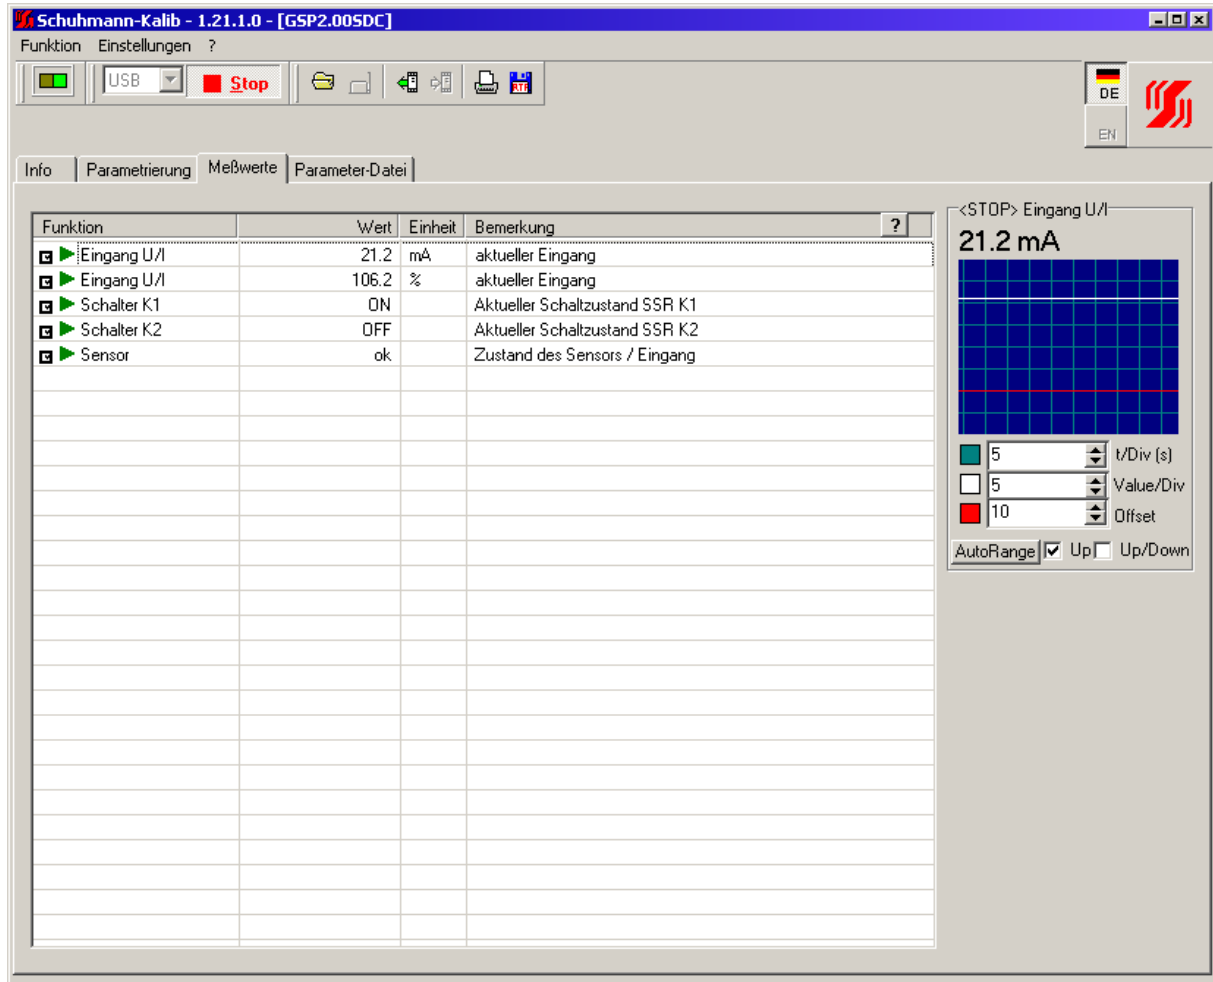 Schuhmann-Kalib - 1.21.1.0 - [GSP2.00SDC]
Funktion Einstellungen ?
USB Stop RTF
DE
EN
Info Parametrierung Meßwerte Parameter-Datei
Funktion Wert Einheit Bemerkung ?
Eingang U/I 21.2 mA aktueller Eingang
Eingang U/I 106.2 % aktueller Eingang
Schalter K1 ON Aktueller Schaltzustand SSR K1
Schalter K2 OFF Aktueller Schaltzustand SSR K2
Sensor ok Zustand des Sensors / Eingang
<STOP> Eingang U/I
21.2 mA
5 t/Div (s)
5 Value/Div
10 Offset
AutoRange Up Up/Down